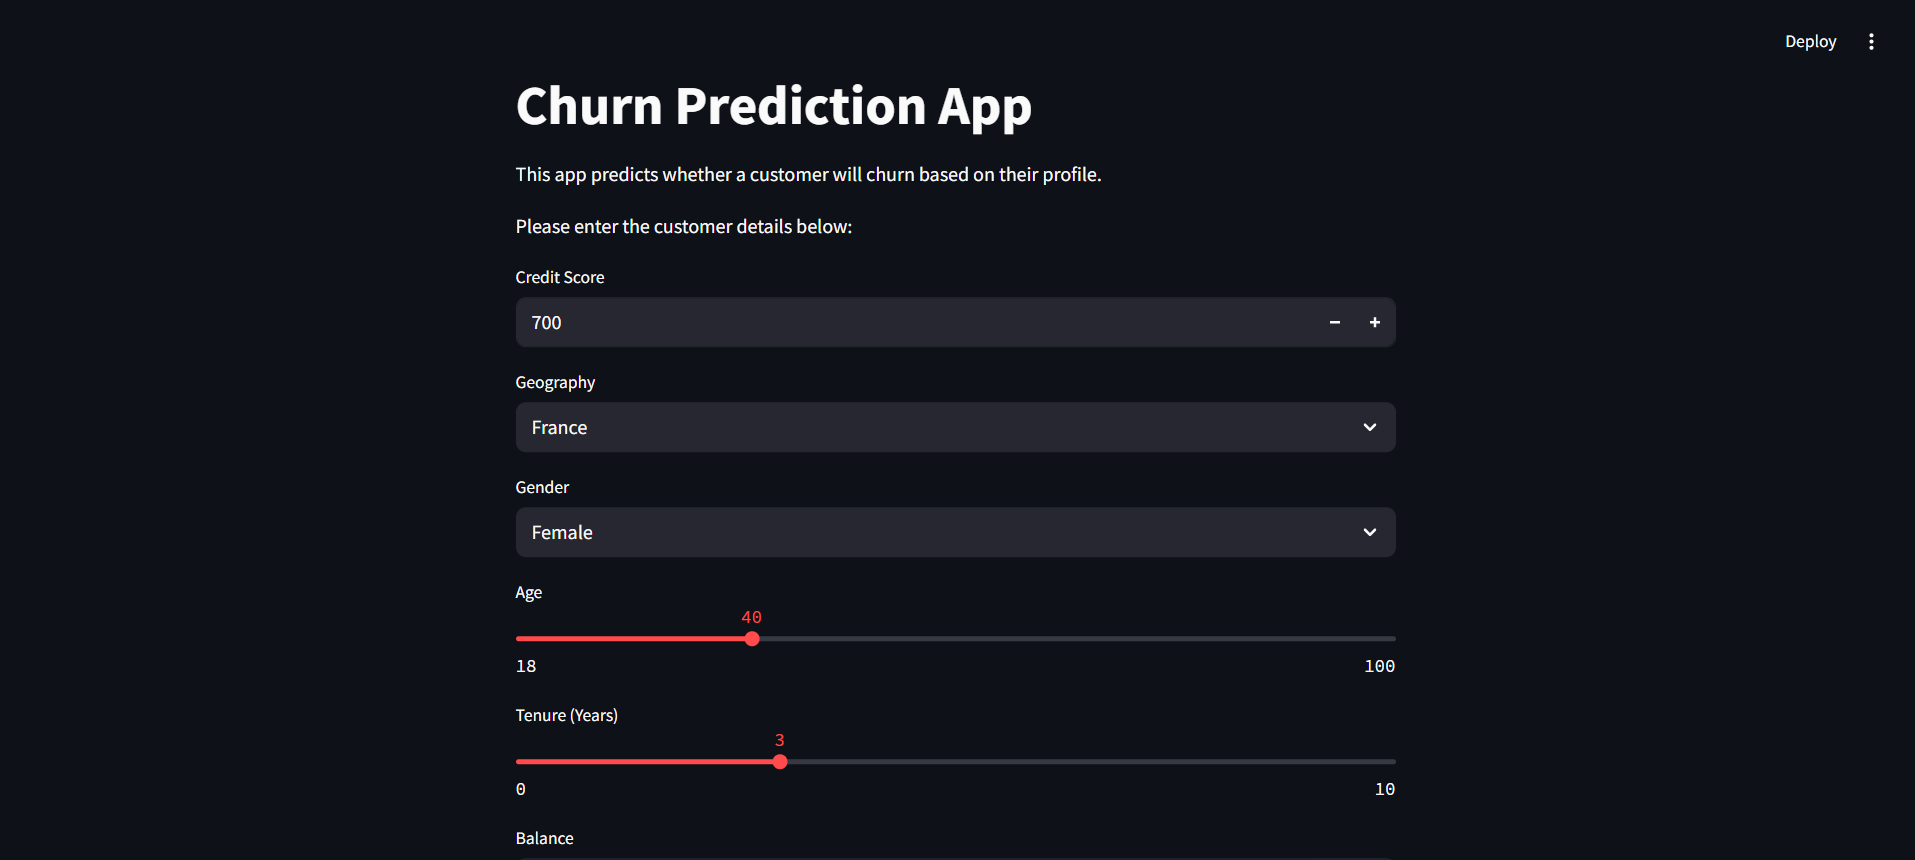 Deploy
Churn Prediction App
This app predicts whether a customer will churn based on their profile.
Please enter the customer details below:
Credit Score
700
Geography
France
Gender
Female
Age
40
18 100
Tenure (Years)
3
0 10
Balance